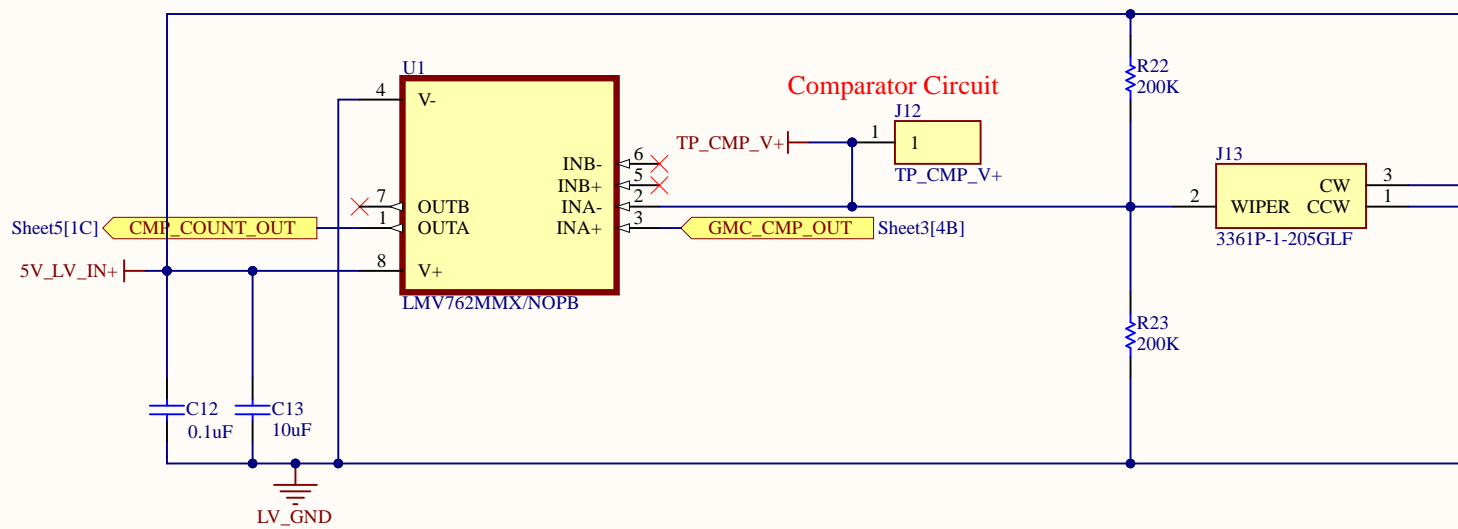 U1
4
V-
Comparator Circuit
J12
R22
200K
TP_CMP_V+
1
1
TP_CMP_V+
INB-
6
INB+
5
7
OUTB
INA-
2
Sheet5[1C]
CMP_COUNT_OUT
1
OUTA
INA+
3
GMC_CMP_OUT
Sheet3[4B]
J13
2
WIPER
CW
3
CCW
1
3361P-1-205GLF
5V_LV_IN+
8
V+
LMV762MMX/NOPB
R23
200K
C12
0.1uF
C13
10uF
LV_GND